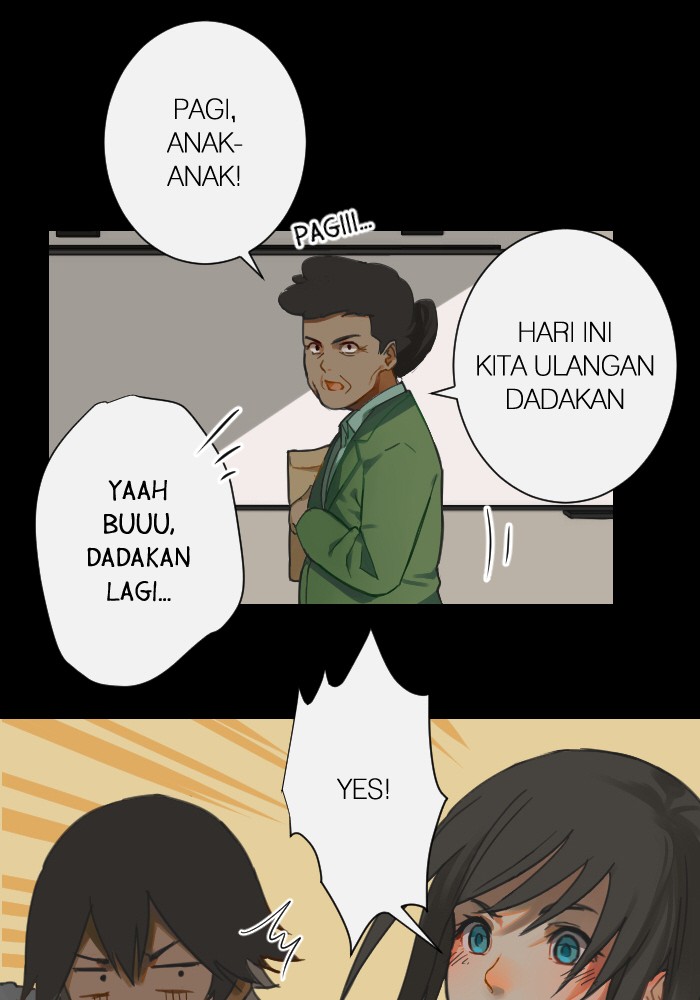 PAGI,
ANAK-
ANAK!
PAGIII...
HARI INI
KITA ULANGAN
DADAKAN
YAAH
BUUU,
DADAKAN
LAGI...
YES!